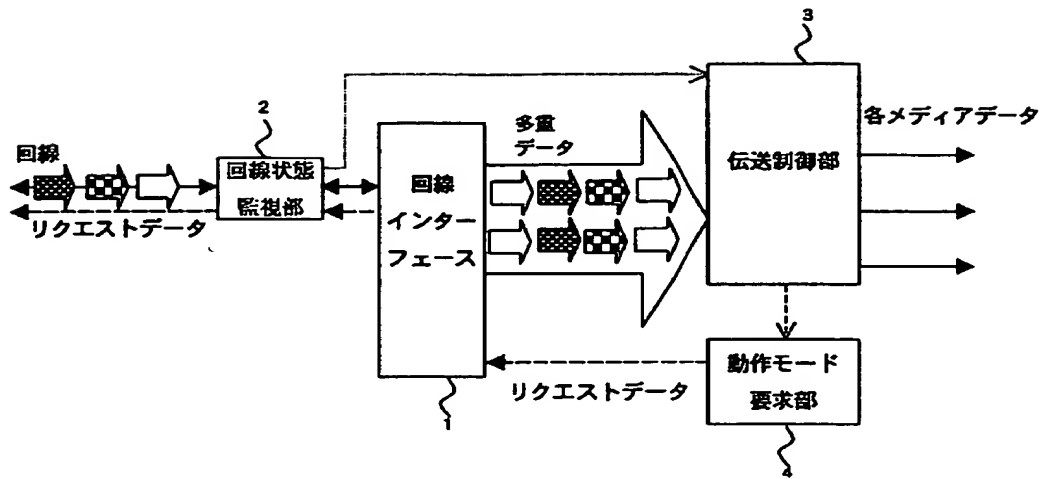 3
2
回線
回線状態
監視部
リクエストデータ
回線
インター
フェース
多重
データ
伝送制御部
各メディアデータ
1
リクエストデータ
動作モード
要求部
4